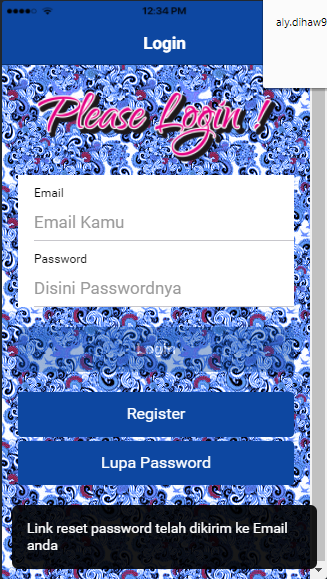 12:34 PM
aly.dihaw9
Login
Please Login !
Email
Email Kamu
Password
Disini Passwordnya
Login
Register
Lupa Password
Link reset password telah dikirim ke Email
anda